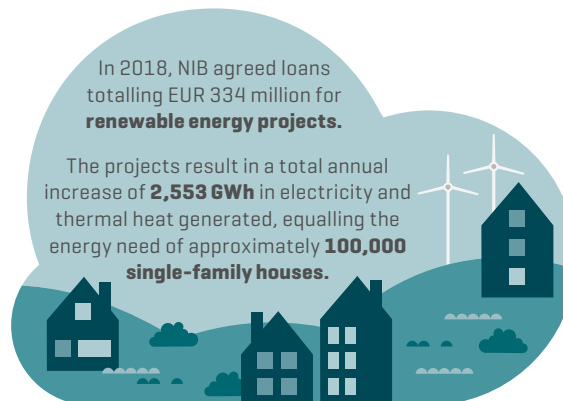 In 2018, NIB agreed loans
totalling EUR 334 million for
renewable energy projects.
The projects result in a total annual
increase of 2,553 GWh in electricity and
thermal heat generated, equalling the
energy need of approximately 100,000
single-family houses.